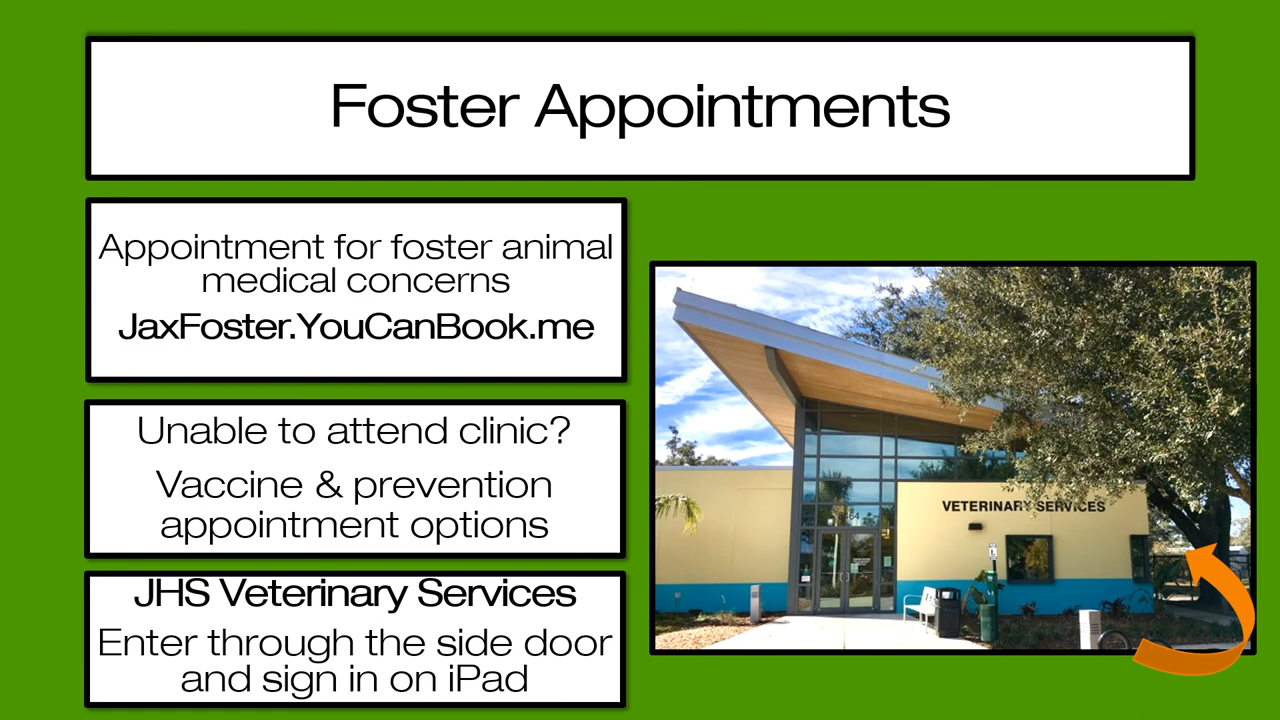 Foster Appointments
Appointment for foster animal
medical concerns
JaxFoster.YouCanBook.me
Unable to attend clinic?
Vaccine & prevention
appointment options
JHS Veterinary Services
Enter through the side door
and sign in on iPad
VETERINARY SERVICES